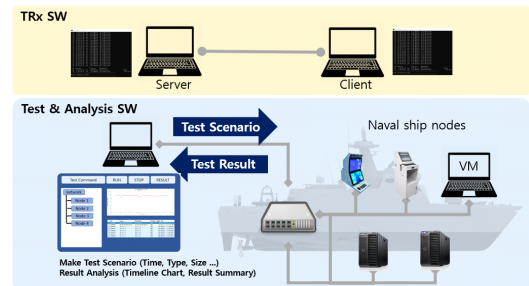 TRx SW
Server
Client
Test & Analysis SW
Test Scenario
Test Result
Naval ship nodes
VM
Test Command
RUN
STOP
RESULT
network
Node 1
Node 2
Node 3
Node 4
Make Test Scenario (Time, Type, Size ...)
Result Analysis (Timeline Chart, Result Summary)